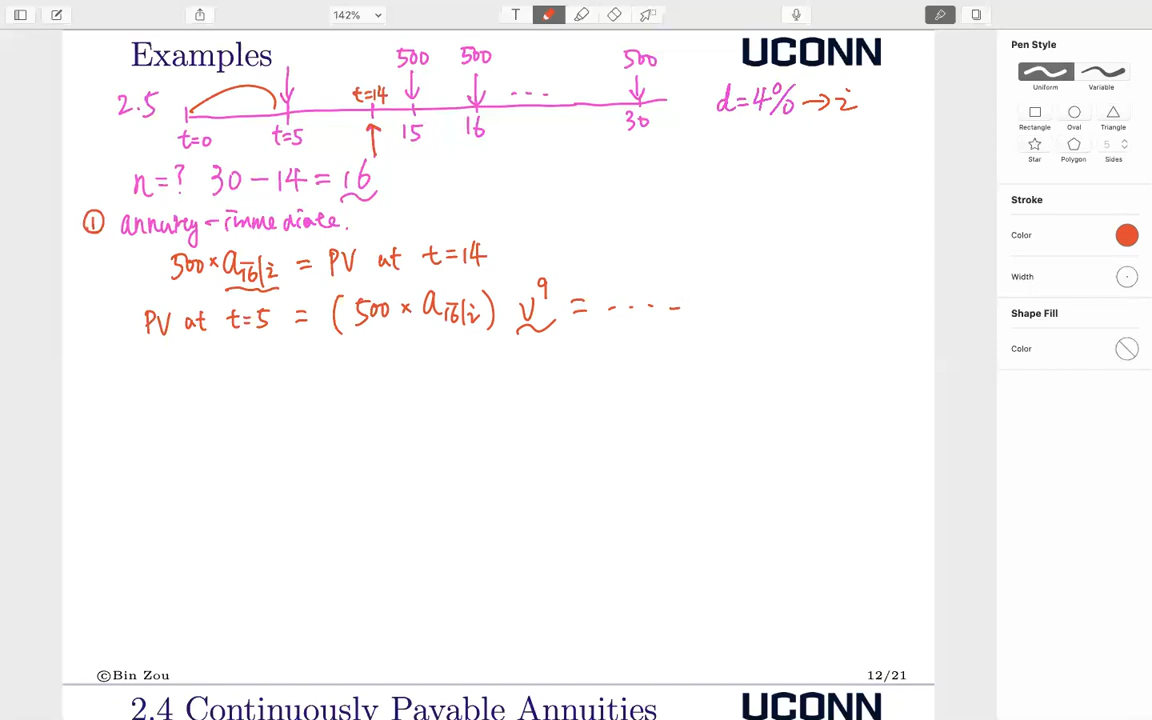 142%
T
Pen Style
Examples
UCONN
500 500 500
2.5 t=14 ... d=4% → i
t=0 t=5 15 16 30
n=? 30-14=16
① annuity-immediate.
500×a16|i = PV at t=14
PV at t=5 = (500×a16|i) v^9 = .....
Uniform Variable
Rectangle Oval Triangle
Star Polygon 5 Sides
Stroke
Color
Width
Shape Fill
Color
©Bin Zou 12/21
2.4 Continuously Payable Annuities UCONN